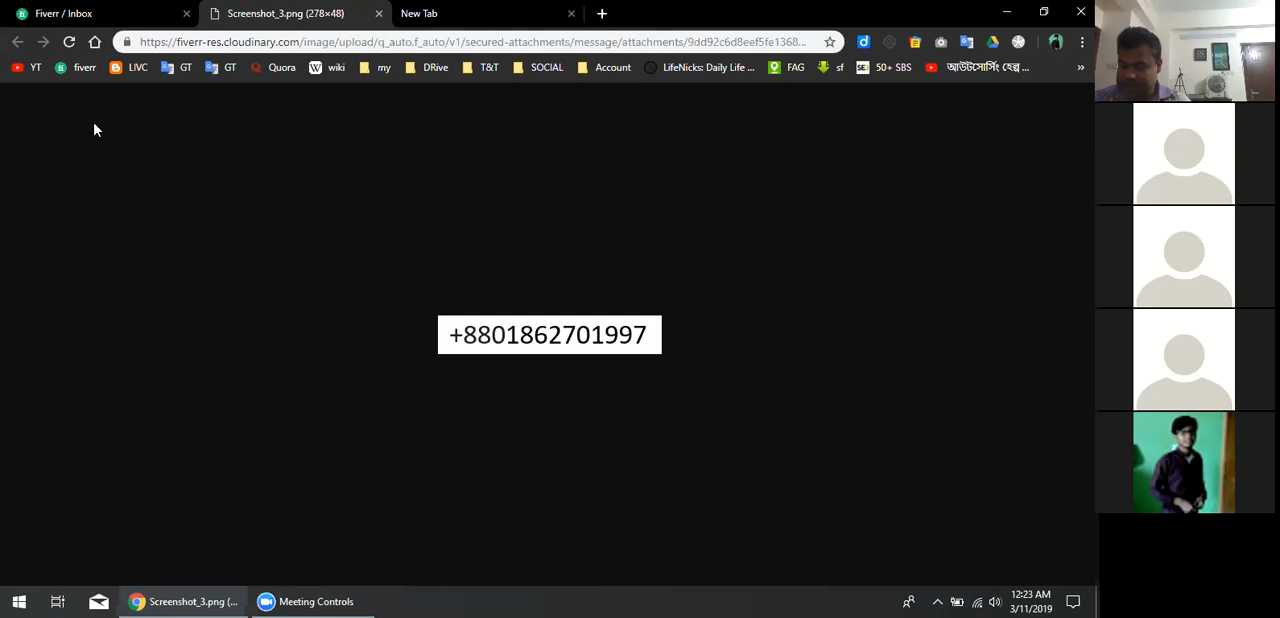 Fiverr / Inbox
Screenshot_3.png (278×48)
New Tab
https://fiverr-res.cloudinary.com/image/upload/q_auto.f_auto/v1/secured-attachments/message/attachments/9dd92c6d8eef5fe1368...
YT fiverr LIVC GT GT Quora wiki my DRive T&T SOCIAL Account LifeNicks: Daily Life ... FAG sf 50+ SBS আউটসোর্সিং হেল্প ...
+8801862701997
Screenshot_3.png (...
Meeting Controls
12:23 AM
3/11/2019